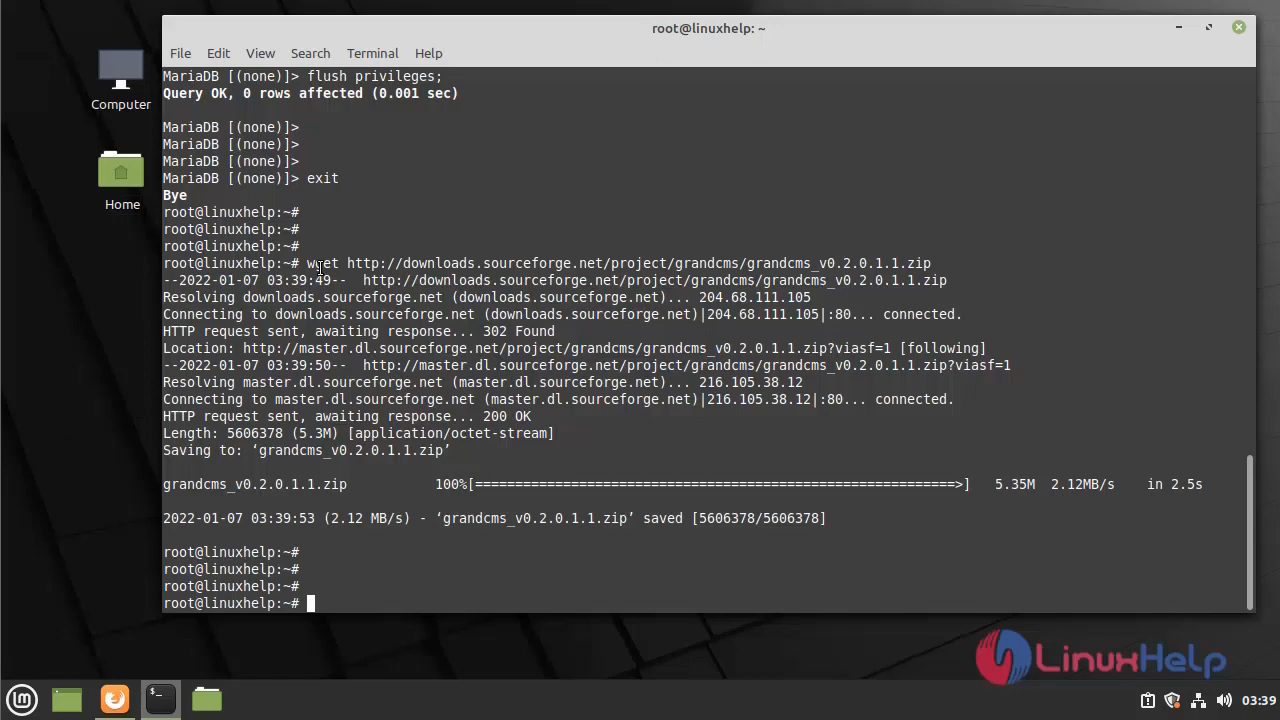 root@linuxhelp: ~
File Edit View Search Terminal Help
MariaDB [(none)]> flush privileges;
Query OK, 0 rows affected (0.001 sec)
MariaDB [(none)]>
MariaDB [(none)]>
MariaDB [(none)]>
MariaDB [(none)]> exit
Bye
root@linuxhelp:~#
root@linuxhelp:~#
root@linuxhelp:~#
root@linuxhelp:~# wget http://downloads.sourceforge.net/project/grandcms/grandcms_v0.2.0.1.1.zip
--2022-01-07 03:39:49--  http://downloads.sourceforge.net/project/grandcms/grandcms_v0.2.0.1.1.zip
Resolving downloads.sourceforge.net (downloads.sourceforge.net)... 204.68.111.105
Connecting to downloads.sourceforge.net (downloads.sourceforge.net)|204.68.111.105|:80... connected.
HTTP request sent, awaiting response... 302 Found
Location: http://master.dl.sourceforge.net/project/grandcms/grandcms_v0.2.0.1.1.zip?viasf=1 [following]
--2022-01-07 03:39:50--  http://master.dl.sourceforge.net/project/grandcms/grandcms_v0.2.0.1.1.zip?viasf=1
Resolving master.dl.sourceforge.net (master.dl.sourceforge.net)... 216.105.38.12
Connecting to master.dl.sourceforge.net (master.dl.sourceforge.net)|216.105.38.12|:80... connected.
HTTP request sent, awaiting response... 200 OK
Length: 5606378 (5.3M) [application/octet-stream]
Saving to: ‘grandcms_v0.2.0.1.1.zip’
grandcms_v0.2.0.1.1.zip 100%[============================================================>] 5.35M 2.12MB/s in 2.5s
2022-01-07 03:39:53 (2.12 MB/s) - ‘grandcms_v0.2.0.1.1.zip’ saved [5606378/5606378]
root@linuxhelp:~#
root@linuxhelp:~#
root@linuxhelp:~#
root@linuxhelp:~#
Computer
Home
LinuxHelp
03:39